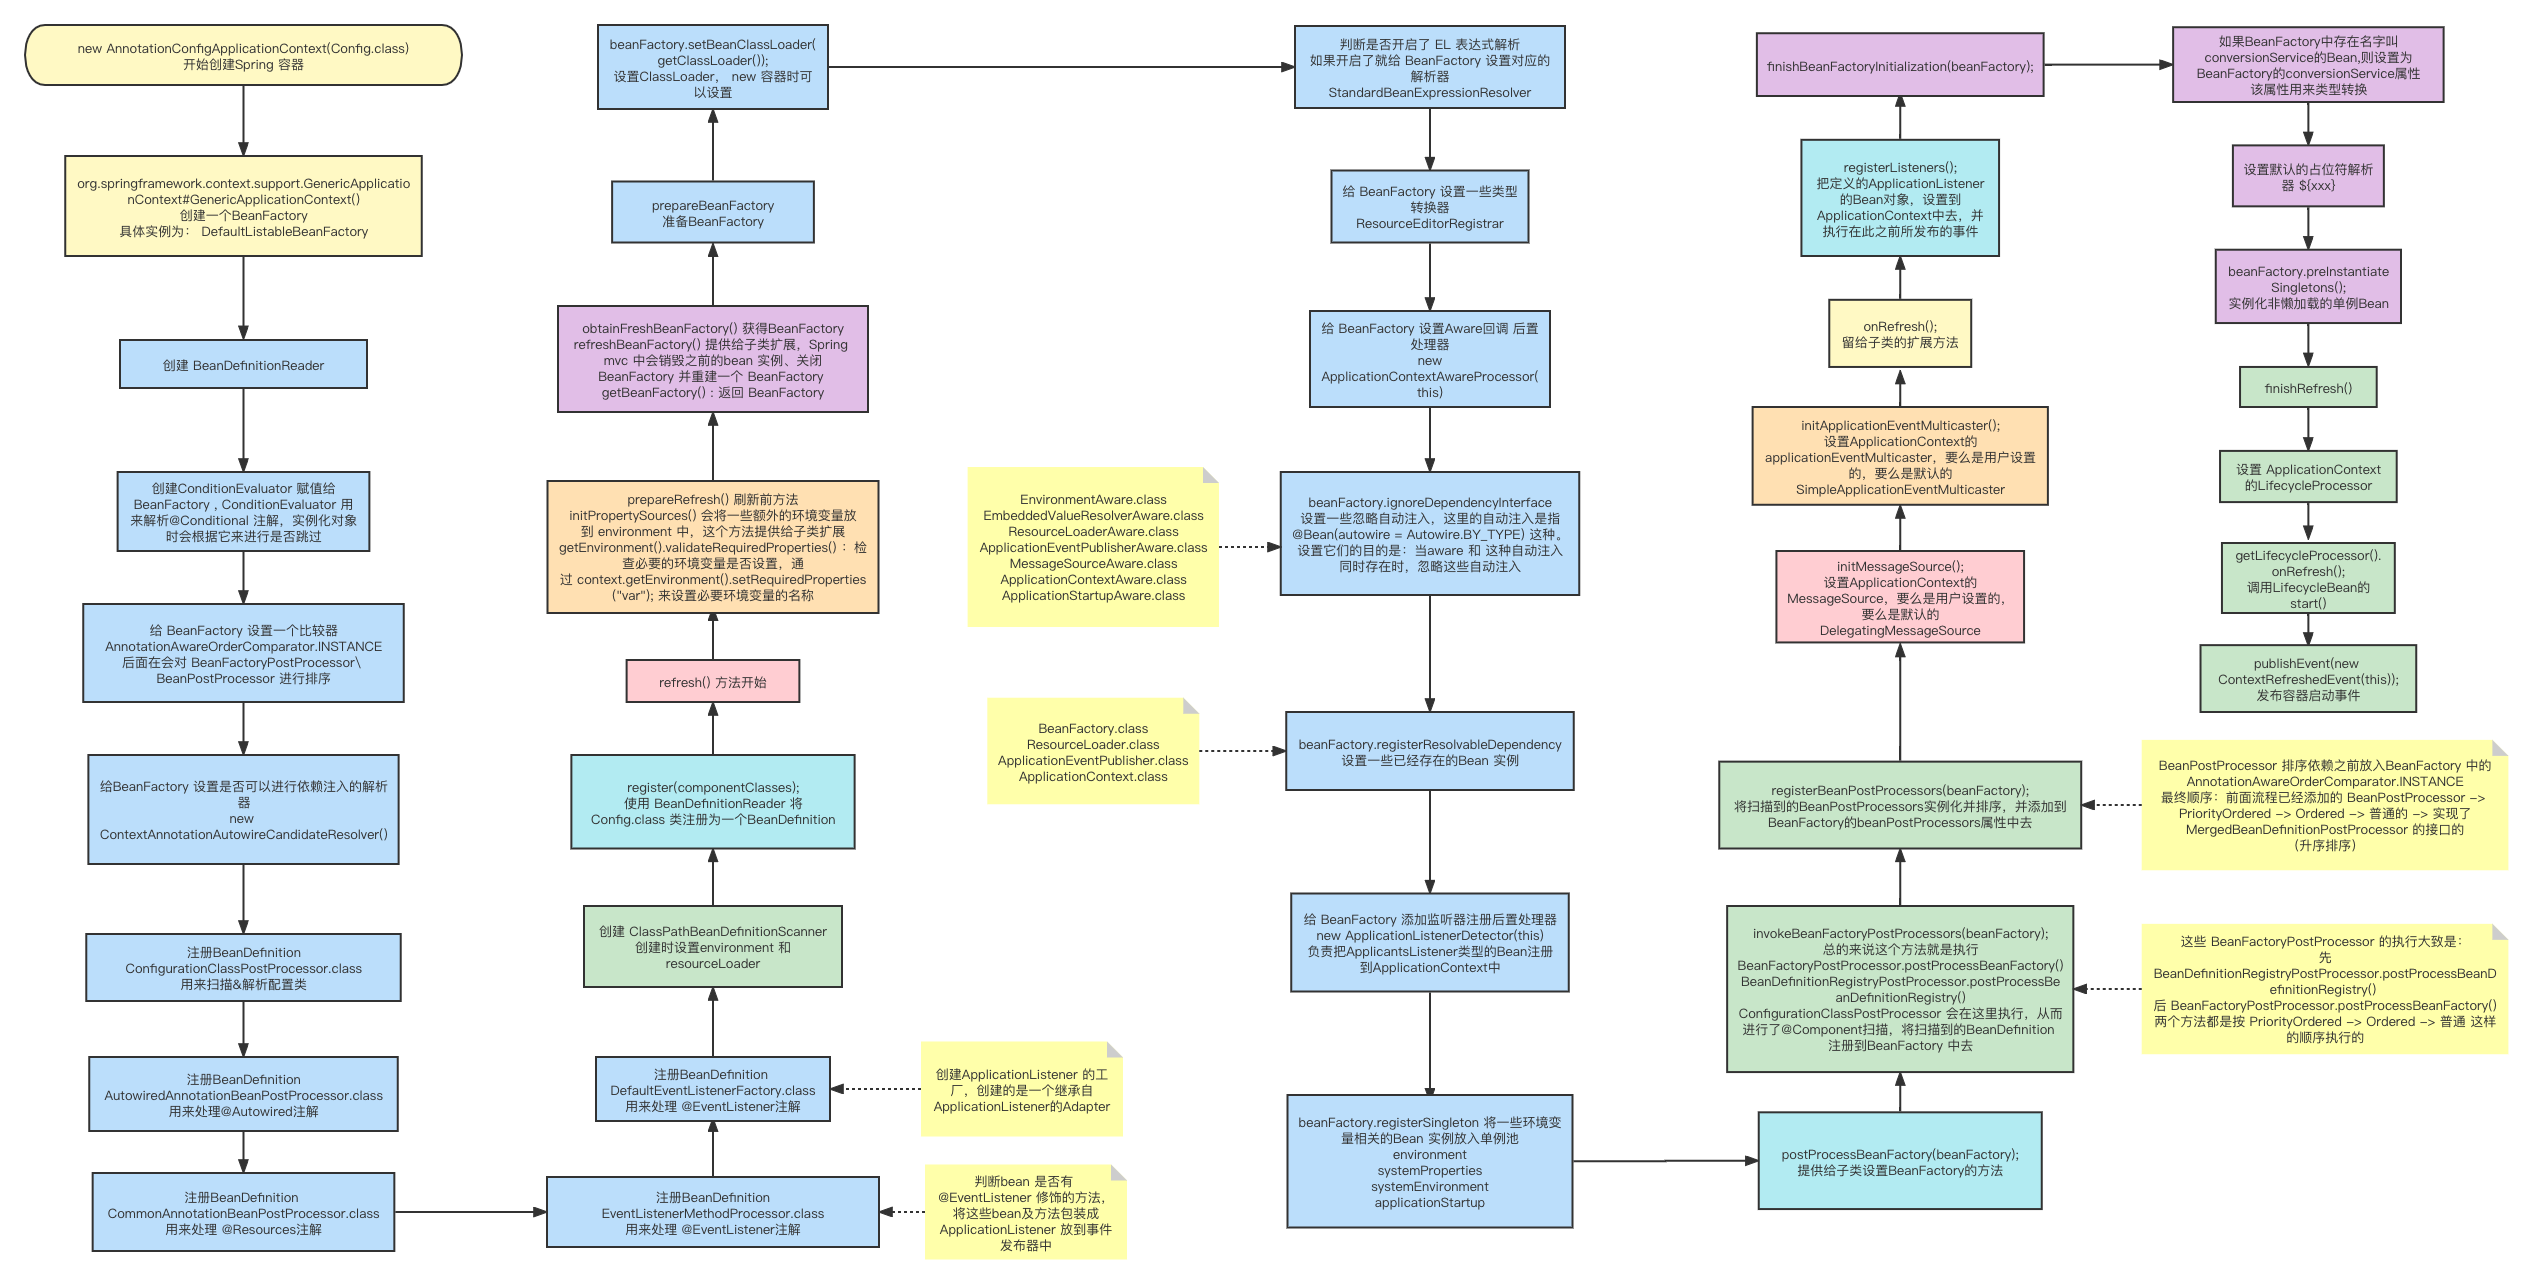 new AnnotationConfigApplicationContext(Config.class)
开始创建Spring 容器
org.springframework.context.support.GenericApplicatio
nContext#GenericApplicationContext()
创建一个BeanFactory
具体实例为： DefaultListableBeanFactory
创建 BeanDefinitionReader
创建ConditionEvaluator 赋值给
BeanFactory , ConditionEvaluator 用
来解析@Conditional 注解，实例化对象
时会根据它来进行是否跳过
给 BeanFactory 设置一个比较器
AnnotationAwareOrderComparator.INSTANCE
后面在会对 BeanFactoryPostProcessor\
BeanPostProcessor 进行排序
给BeanFactory 设置是否可以进行依赖注入的解析
器
new
ContextAnnotationAutowireCandidateResolver()
注册BeanDefinition
ConfigurationClassPostProcessor.class
用来扫描&解析配置类
注册BeanDefinition
AutowiredAnnotationBeanPostProcessor.class
用来处理@Autowired注解
注册BeanDefinition
CommonAnnotationBeanPostProcessor.class
用来处理 @Resources注解
注册BeanDefinition
EventListenerMethodProcessor.class
用来处理 @EventListener注解
判断bean 是否有
@EventListener 修饰的方法，
将这些bean及方法包装成
ApplicationListener 放到事件
发布器中
注册BeanDefinition
DefaultEventListenerFactory.class
用来处理 @EventListener注解
创建ApplicationListener 的工
厂，创建的是一个继承自
ApplicationListener的Adapter
创建 ClassPathBeanDefinitionScanner
创建时设置environment 和
resourceLoader
register(componentClasses);
使用 BeanDefinitionReader 将
Config.class 类注册为一个BeanDefinition
refresh() 方法开始
prepareRefresh() 刷新前方法
initPropertySources() 会将一些额外的环境变量放
到 environment 中，这个方法提供给子类扩展
getEnvironment().validateRequiredProperties() ：检
查必要的环境变量是否设置，通
过 context.getEnvironment().setRequiredProperties
("var"); 来设置必要环境变量的名称
obtainFreshBeanFactory() 获得BeanFactory
refreshBeanFactory() 提供给子类扩展，Spring
mvc 中会销毁之前的bean 实例、关闭
BeanFactory 并重建一个 BeanFactory
getBeanFactory() : 返回 BeanFactory
prepareBeanFactory
准备BeanFactory
beanFactory.setBeanClassLoader(
getClassLoader());
设置ClassLoader， new 容器时可
以设置
判断是否开启了 EL 表达式解析
如果开启了就给 BeanFactory 设置对应的
解析器
StandardBeanExpressionResolver
给 BeanFactory 设置一些类型
转换器
ResourceEditorRegistrar
给 BeanFactory 设置Aware回调 后置
处理器
new
ApplicationContextAwareProcessor(
this)
EnvironmentAware.class
EmbeddedValueResolverAware.class
ResourceLoaderAware.class
ApplicationEventPublisherAware.class
MessageSourceAware.class
ApplicationContextAware.class
ApplicationStartupAware.class
beanFactory.ignoreDependencyInterface
设置一些忽略自动注入，这里的自动注入是指
@Bean(autowire = Autowire.BY_TYPE) 这种。
设置它们的目的是：当aware 和 这种自动注入
同时存在时，忽略这些自动注入
BeanFactory.class
ResourceLoader.class
ApplicationEventPublisher.class
ApplicationContext.class
beanFactory.registerResolvableDependency
设置一些已经存在的Bean 实例
给 BeanFactory 添加监听器注册后置处理器
new ApplicationListenerDetector(this)
负责把ApplicantsListener类型的Bean注册
到ApplicationContext中
beanFactory.registerSingleton 将一些环境变
量相关的Bean 实例放入单例池
environment
systemProperties
systemEnvironment
applicationStartup
postProcessBeanFactory(beanFactory);
提供给子类设置BeanFactory的方法
invokeBeanFactoryPostProcessors(beanFactory);
总的来说这个方法就是执行
BeanFactoryPostProcessor.postProcessBeanFactory()
BeanDefinitionRegistryPostProcessor.postProcessBe
anDefinitionRegistry()
ConfigurationClassPostProcessor 会在这里执行，从而
进行了@Component扫描，将扫描到的BeanDefinition
注册到BeanFactory 中去
这些 BeanFactoryPostProcessor 的执行大致是：
先
BeanDefinitionRegistryPostProcessor.postProcessBeanD
efinitionRegistry()
后 BeanFactoryPostProcessor.postProcessBeanFactory()
两个方法都是按 PriorityOrdered –> Ordered –> 普通 这样
的顺序执行的
registerBeanPostProcessors(beanFactory);
将扫描到的BeanPostProcessors实例化并排序，并添加到
BeanFactory的beanPostProcessors属性中去
BeanPostProcessor 排序依赖之前放入BeanFactory 中的
AnnotationAwareOrderComparator.INSTANCE
最终顺序：前面流程已经添加的 BeanPostProcessor –>
PriorityOrdered –> Ordered –> 普通的 –> 实现了
MergedBeanDefinitionPostProcessor 的接口的
（升序排序）
initMessageSource();
设置ApplicationContext的
MessageSource，要么是用户设置的，
要么是默认的
DelegatingMessageSource
initApplicationEventMulticaster();
设置ApplicationContext的
applicationEventMulticaster，要么是用户设置
的，要么是默认的
SimpleApplicationEventMulticaster
onRefresh();
留给子类的扩展方法
registerListeners();
把定义的ApplicationListener
的Bean对象，设置到
ApplicationContext中去，并
执行在此之前所发布的事件
finishBeanFactoryInitialization(beanFactory);
如果BeanFactory中存在名字叫
conversionService的Bean,则设置为
BeanFactory的conversionService属性
该属性用来类型转换
设置默认的占位符解析
器 ${xxx}
beanFactory.preInstantiate
Singletons();
实例化非懒加载的单例Bean
finishRefresh()
设置 ApplicationContext
的LifecycleProcessor
getLifecycleProcessor().
onRefresh();
调用LifecycleBean的
start()
publishEvent(new
ContextRefreshedEvent(this));
发布容器启动事件